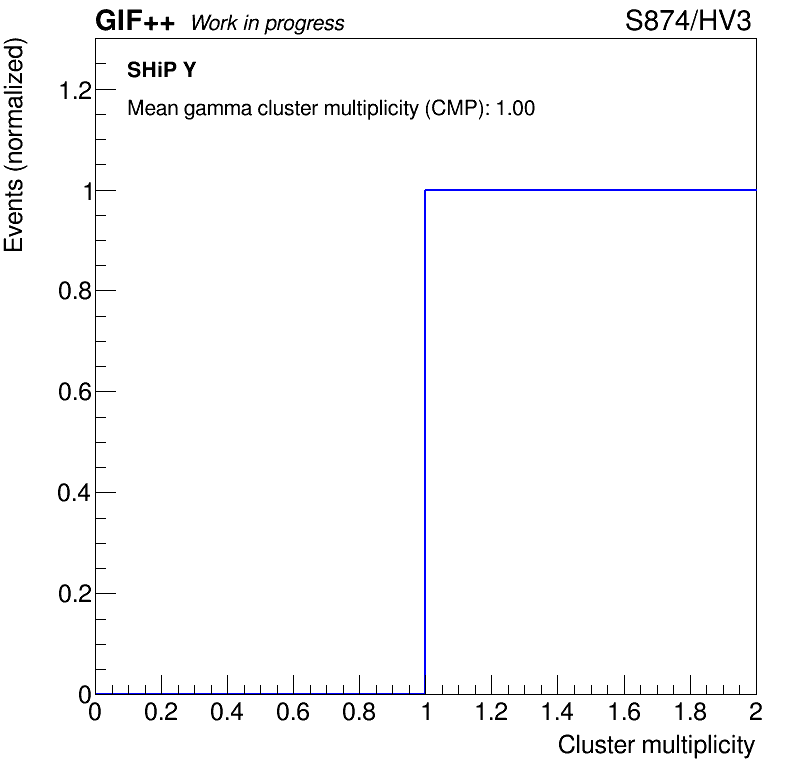 GIF++ Work in progress S874/HV3
SHiP Y
Mean gamma cluster multiplicity (CMP): 1.00
Events (normalized)
1.2
1
0.8
0.6
0.4
0.2
0
0 0.2 0.4 0.6 0.8 1 1.2 1.4 1.6 1.8 2
Cluster multiplicity